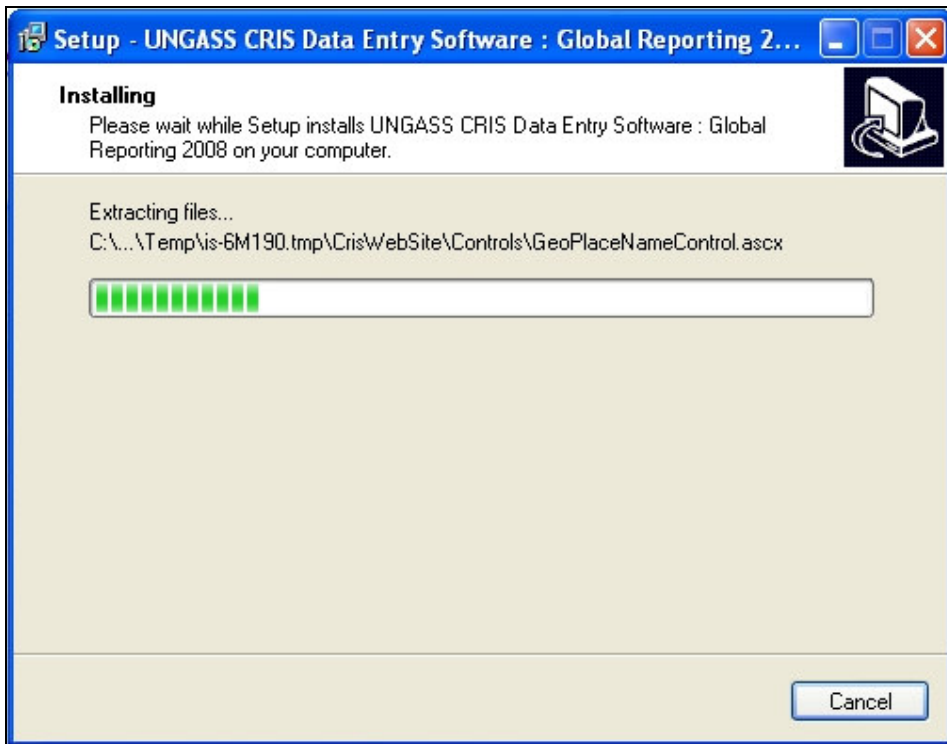 Setup - UNGASS CRIS Data Entry Software : Global Reporting 2...
Installing
Please wait while Setup installs UNGASS CRIS Data Entry Software : Global
Reporting 2008 on your computer.
Extracting files...
C:\...\Temp\is-6M190.tmp\CrisWebSite\Controls\GeoPlaceNameControl.ascx
Cancel